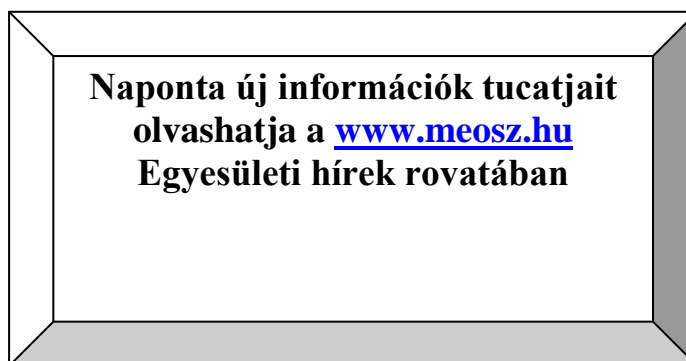 Naponta új információk tucatjait
olvashatja a www.meosz.hu
Egyesületi hírek rovatában